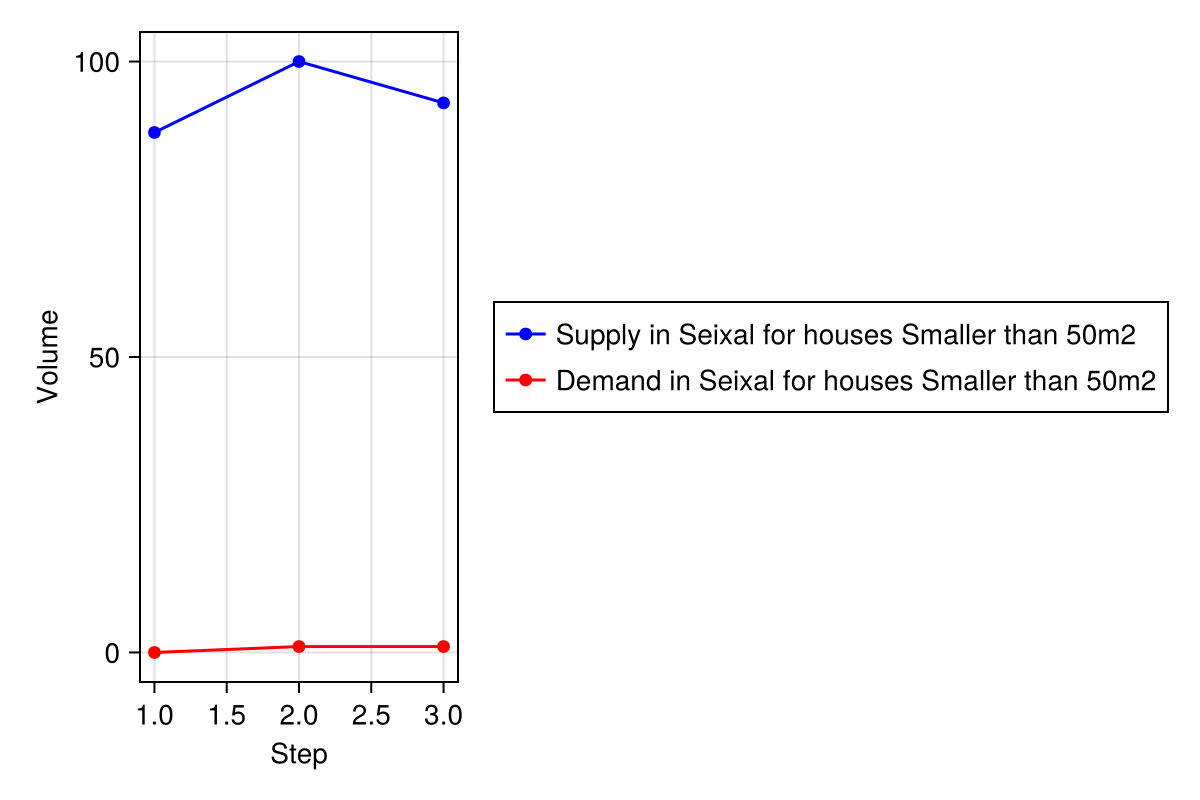 100
50
0
Volume
1.0 1.5 2.0 2.5 3.0
Step
Supply in Seixal for houses Smaller than 50m2
Demand in Seixal for houses Smaller than 50m2